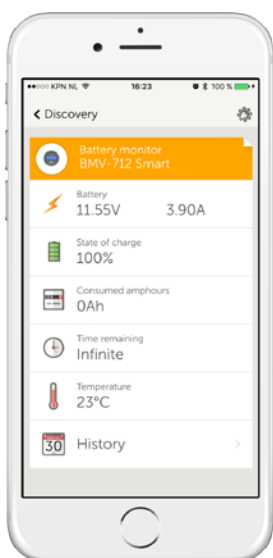 KPN NL 16:23 100 %
Discovery
Battery monitor
BMV-712 Smart
Battery
11.55V 3.90A
State of charge
100%
Consumed amphours
0Ah
Time remaining
Infinite
Temperature
23°C
30 History